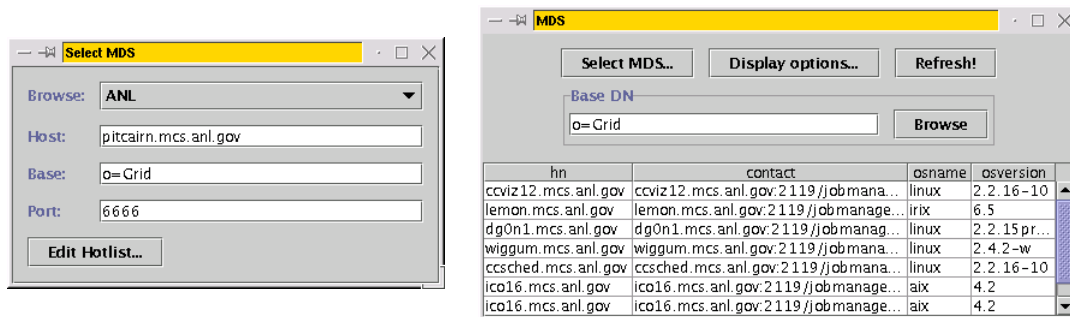 Select MDS
Browse: ANL
Host: pitcairn.mcs.anl.gov
Base: o=Grid
Port: 6666
Edit Hotlist...
MDS
Select MDS... Display options... Refresh!
Base DN
o=Grid Browse
hn contact osname osversion
ccviz12.mcs.anl.gov ccviz12.mcs.anl.gov:2119/jobmana... linux 2.2.16-10
lemon.mcs.anl.gov lemon.mcs.anl.gov:2119/jobmanage... irix 6.5
dg0n1.mcs.anl.gov dg0n1.mcs.anl.gov:2119/jobmanag... linux 2.2.15pr...
wiggum.mcs.anl.gov wiggum.mcs.anl.gov:2119/jobmana... linux 2.4.2-w
ccsched.mcs.anl.gov ccsched.mcs.anl.gov:2119/jobmana... linux 2.2.16-10
ico16.mcs.anl.gov ico16.mcs.anl.gov:2119/jobmanage... aix 4.2
ico16.mcs.anl.gov ico16.mcs.anl.gov:2119/jobmanage... aix 4.2